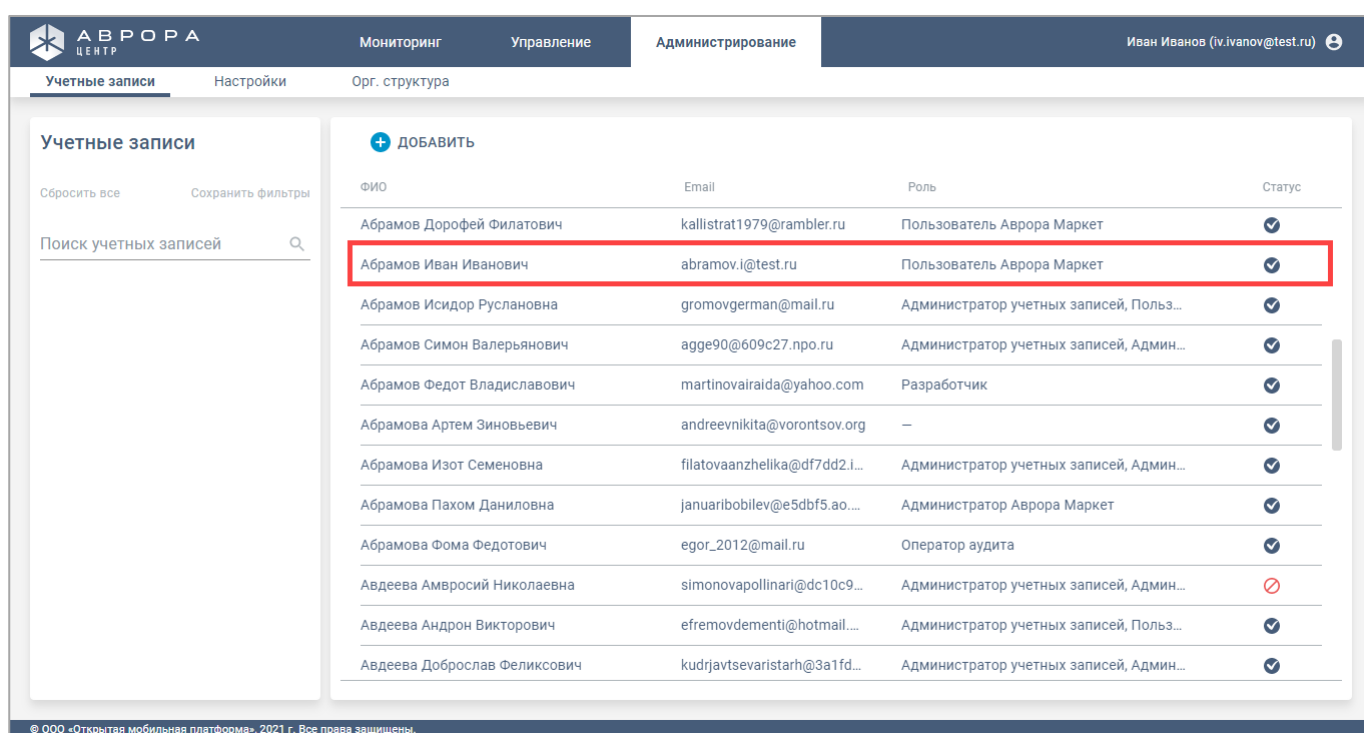 АВРОРА
ЦЕНТР
Мониторинг Управление Администрирование Иван Иванов (iv.ivanov@test.ru)
Учетные записи Настройки Орг. структура
Учетные записи
Сбросить все Сохранить фильтры
Поиск учетных записей
ДОБАВИТЬ
ФИО Email Роль Статус
Абрамов Дорофей Филатович kallistrat1979@rambler.ru Пользователь Аврора Маркет
Абрамов Иван Иванович abramov.i@test.ru Пользователь Аврора Маркет
Абрамов Исидор Руслановна gromovgerman@mail.ru Администратор учетных записей, Польз...
Абрамов Симон Валерьянович agge90@609c27.npo.ru Администратор учетных записей, Админ...
Абрамов Федот Владиславович martinovairaida@yahoo.com Разработчик
Абрамова Артем Зиновьевич andreevnikita@vorontsov.org —
Абрамова Изот Семеновна filatovaanzhelika@df7dd2.i... Администратор учетных записей, Админ...
Абрамова Пахом Даниловна januaribobilev@e5dbf5.ao.... Администратор Аврора Маркет
Абрамова Фома Федотович egor_2012@mail.ru Оператор аудита
Авдеева Амвросий Николаевна simonovapollinari@dc10c9... Администратор учетных записей, Админ...
Авдеева Андрон Викторович efremovdementi@hotmail.... Администратор учетных записей, Польз...
Авдеева Доброслав Феликсович kudrjavtsevaristarh@3a1fd... Администратор учетных записей, Админ...
© ООО «Открытая мобильная платформа», 2021 г. Все права защищены.